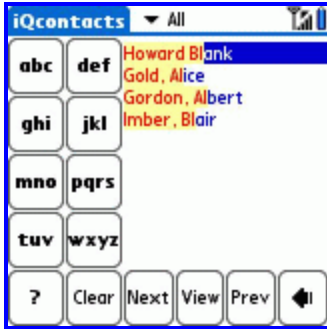 iQcontacts All
abc def
ghi jkl
mno pqrs
tuv wxyz
Howard Blank
Gold, Alice
Gordon, Albert
Imber, Blair
? Clear Next View Prev